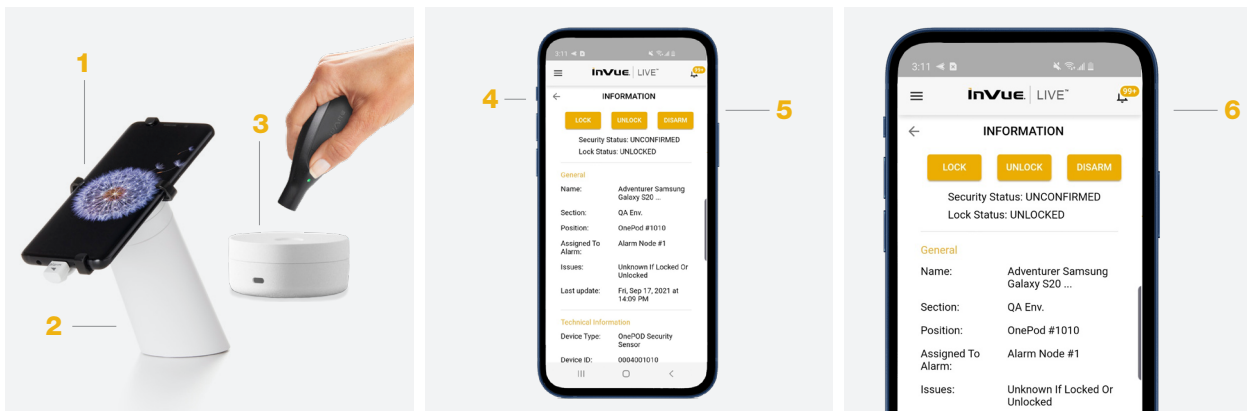 1
3
2
4
5
3:11
InVue. LIVE™
99+
INFORMATION
LOCK UNLOCK DISARM
Security Status: UNCONFIRMED
Lock Status: UNLOCKED
General
Name: Adventurer Samsung
Galaxy S20 ...
Section: QA Env.
Position: OnePod #1010
Assigned To Alarm Node #1
Alarm:
Issues: Unknown If Locked Or
Unlocked
Last update: Fri, Sep 17, 2021 at
14:09 PM
Technical Information
Device Type: OnePOD Security
Sensor
Device ID: 0004001010
6
3:11
InVue. LIVE™
99+
INFORMATION
LOCK UNLOCK DISARM
Security Status: UNCONFIRMED
Lock Status: UNLOCKED
General
Name: Adventurer Samsung
Galaxy S20 ...
Section: QA Env.
Position: OnePod #1010
Assigned To Alarm Node #1
Alarm:
Issues: Unknown If Locked Or
Unlocked